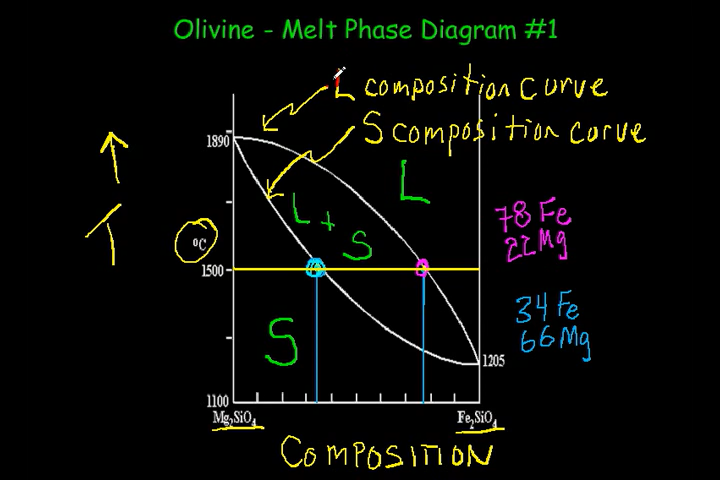 Olivine - Melt Phase Diagram #1
L composition curve
S composition curve
1890
L
L + S
78 Fe
22 Mg
T
°C
1500
34 Fe
66 Mg
S
1205
1100
Mg₂SiO₄
Fe₂SiO₄
COMPOSITION